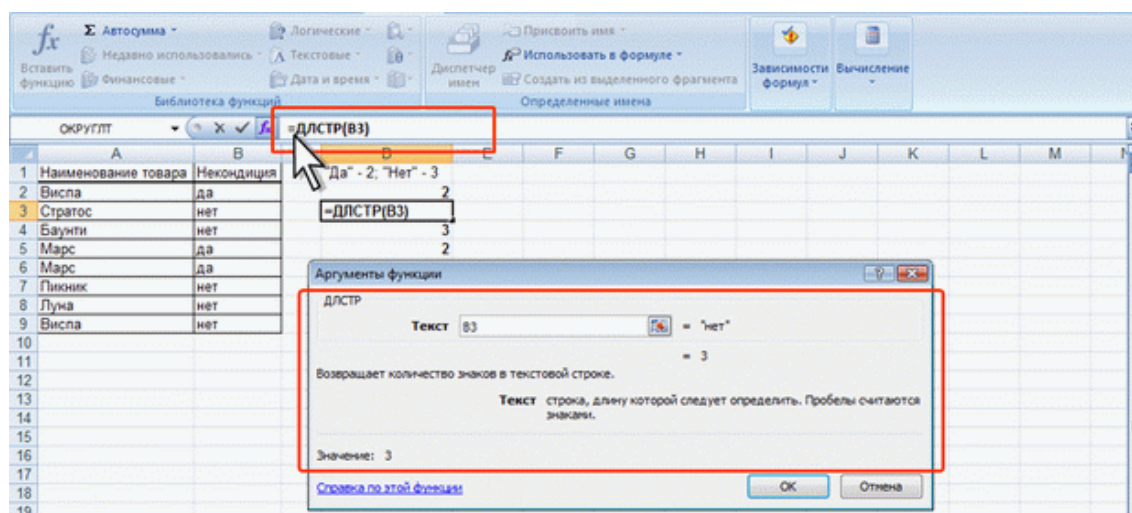 Σ Автосумма
Логические
Присвоить имя
Недавно использовались
Текстовые
Использовать в формуле
Вставить функцию
Финансовые
Дата и время
Диспетчер имен
Создать из выделенного фрагмента
Зависимости формул
Вычисление
Библиотека функций
Определенные имена
ОКРУГЛТ
=ДЛСТР(B3)
A B D E F G H I J K L M N
1 Наименование товара Некондиция "Да" - 2; "Нет" - 3
2 Виспа да 2
3 Стратос нет =ДЛСТР(B3)
4 Баунти нет 3
5 Марс да 2
6 Марс да
7 Пикник нет
8 Луна нет
9 Виспа нет
10
11
12
13
14
15
16
17
18
19
Аргументы функции
ДЛСТР
Текст B3 = "нет"
= 3
Возвращает количество знаков в текстовой строке.
Текст строка, длину которой следует определить. Пробелы считаются
знаками.
Значение: 3
Справка по этой функции
ОК Отмена